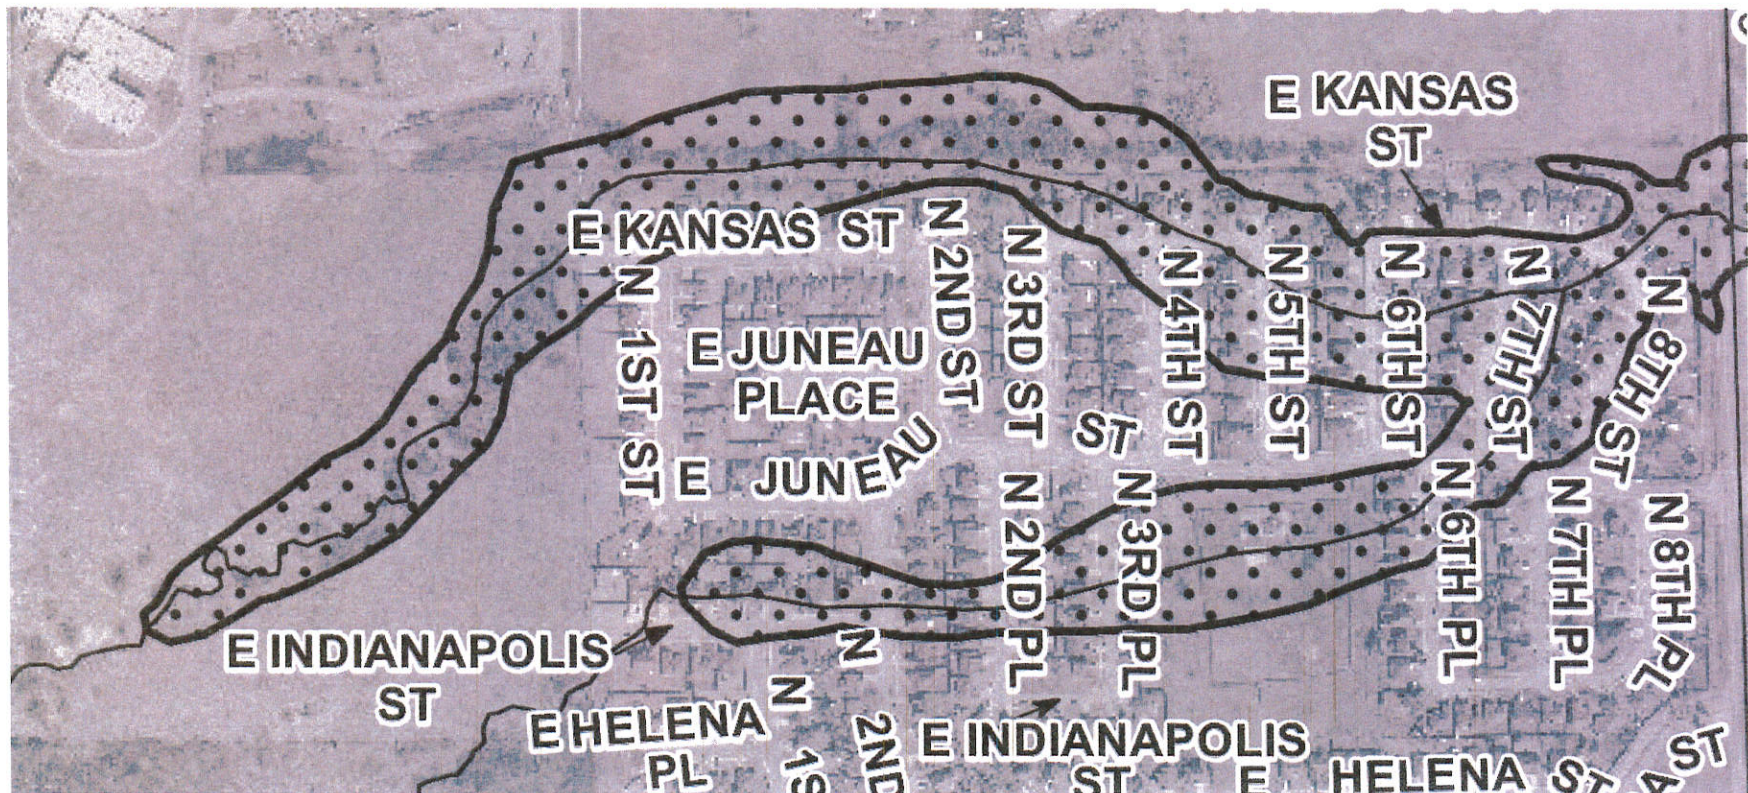 E KANSAS
ST
E KANSAS ST
N 2ND ST
N 3RD ST
N 4TH ST
N 5TH ST
N 6TH ST
N 7TH ST
N 8TH ST
N 1ST ST
E JUNEAU
PLACE
E JUNEAU ST
N 2ND PL
N 3RD PL
N 6TH PL
N 7TH PL
N 8TH PL
E INDIANAPOLIS
ST
E HELENA
PL
N
N
2ND
E INDIANAPOLIS
ST
E HELENA ST
ST